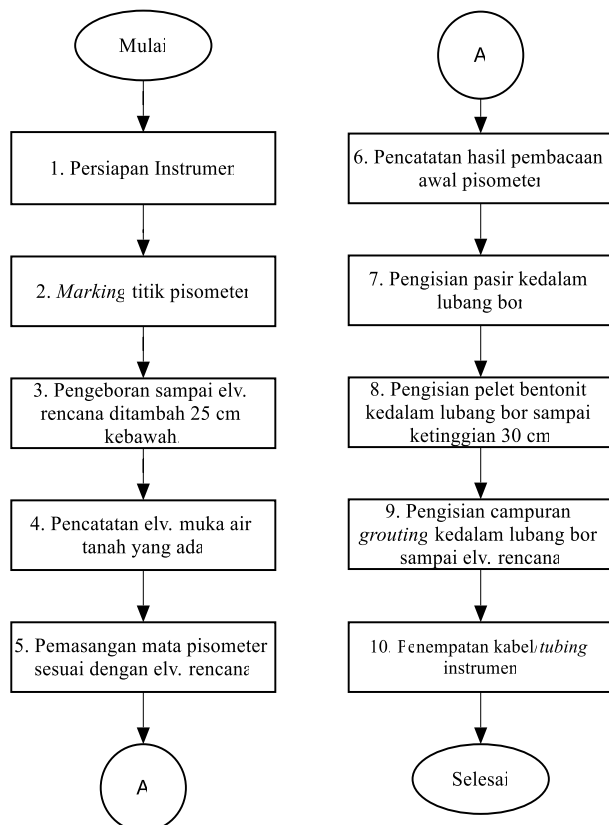 Mulai
1. Persiapan Instrumen
2. Marking titik pisometer
3. Pengeboran sampai elv.
rencana ditambah 25 cm
kebawah.
4. Pencatatan elv. muka air
tanah yang ada
5. Pemasangan mata pisometer
sesuai dengan elv. rencana
A
A
6. Pencatatan hasil pembacaan
awal pisometer
7. Pengisian pasir kedalam
lubang bor
8. Pengisian pelet bentonit
kedalam lubang bor sampai
ketinggian 30 cm
9. Pengisian campuran
grouting kedalam lubang bor
sampai elv. rencana
10. Penempatan kabel/tubing
instrumen
Selesai